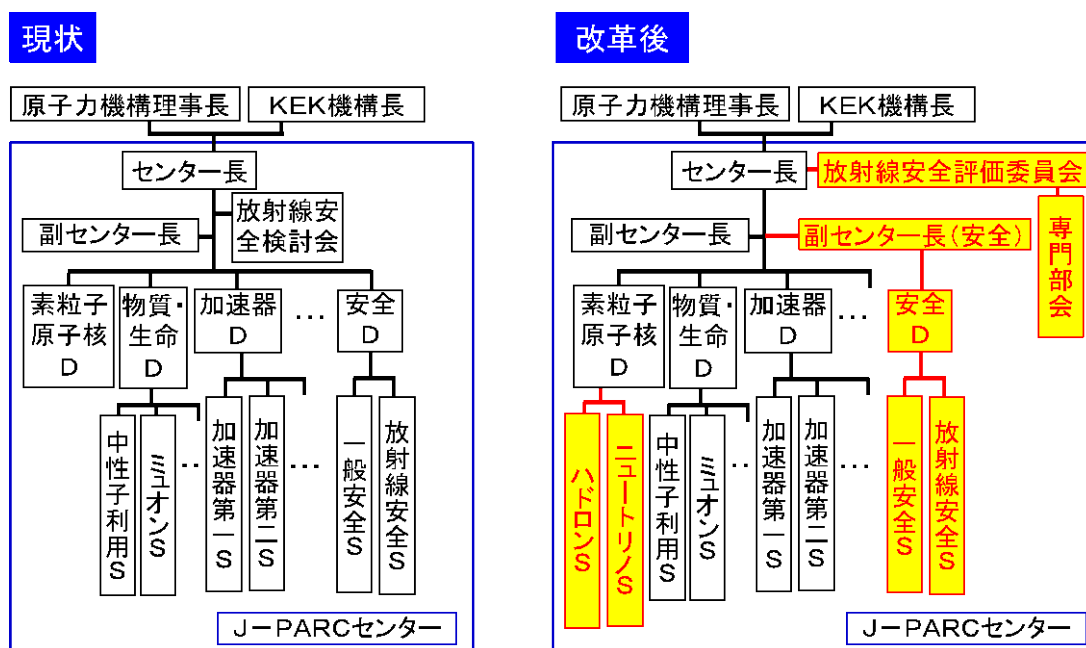 現状
原子力機構理事長
KEK機構長
センター長
放射線安
全検討会
副センター長
素粒子
原子核
D
物質・
生命
D
加速器
D
...
安全
D
中性子利用S
ミュオンS
..
加速器第一S
加速器第二S
...
一般安全S
放射線安全S
J-PARCセンター
改革後
原子力機構理事長
KEK機構長
センター長
放射線安全評価委員会
専門部会
副センター長
副センター長(安全)
素粒子
原子核
D
物質・
生命
D
加速器
D
...
安全
D
ハドロンS
ニュートリノS
中性子利用S
ミュオンS
..
加速器第一S
加速器第二S
...
一般安全S
放射線安全S
J-PARCセンター